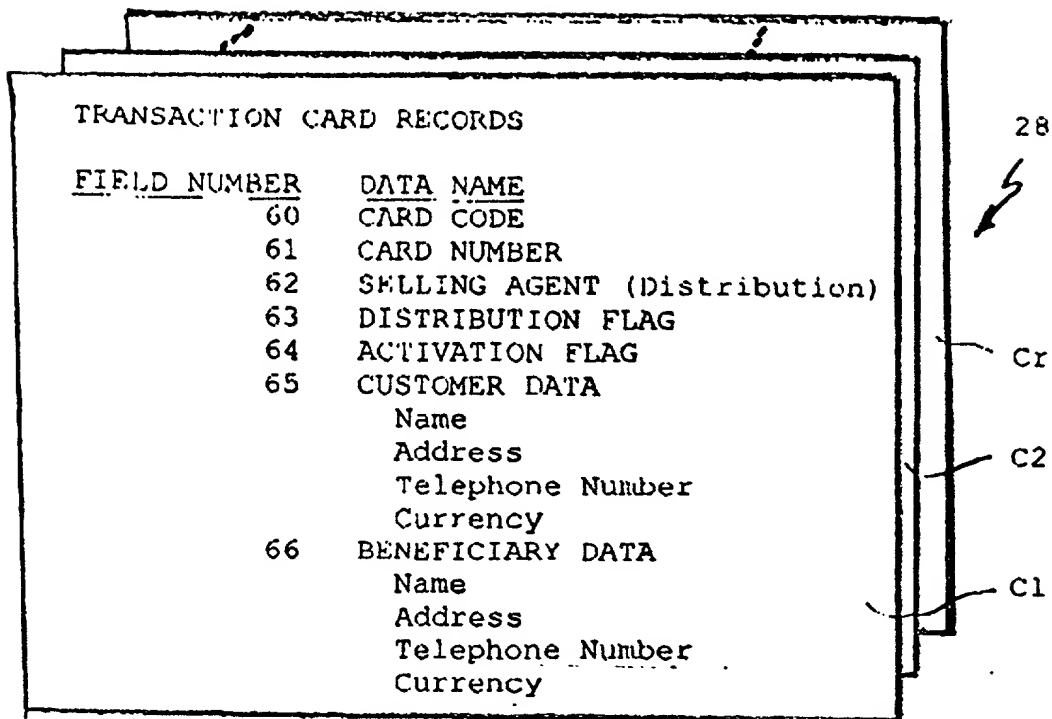 TRANSACTION CARD RECORDS
28
FIELD NUMBER DATA NAME
60 CARD CODE
61 CARD NUMBER
62 SELLING AGENT (Distribution)
63 DISTRIBUTION FLAG
64 ACTIVATION FLAG
Cr
65 CUSTOMER DATA
Name
Address
C2
Telephone Number
Currency
66 BENEFICIARY DATA
Name
C1
Address
Telephone Number
Currency